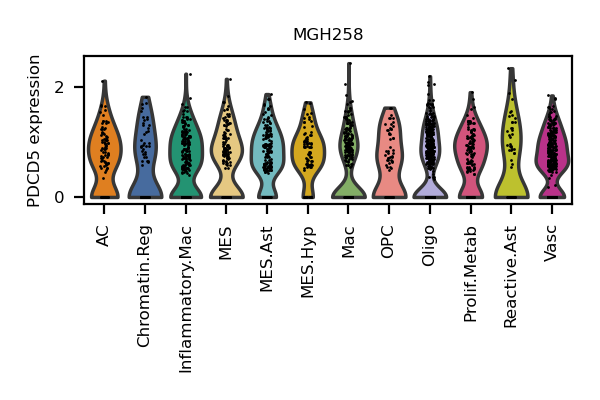 MGH258
PDCD5 expression
2
0
AC
Chromatin.Reg
Inflammatory.Mac
MES
MES.Ast
MES.Hyp
Mac
OPC
Oligo
Prolif.Metab
Reactive.Ast
Vasc